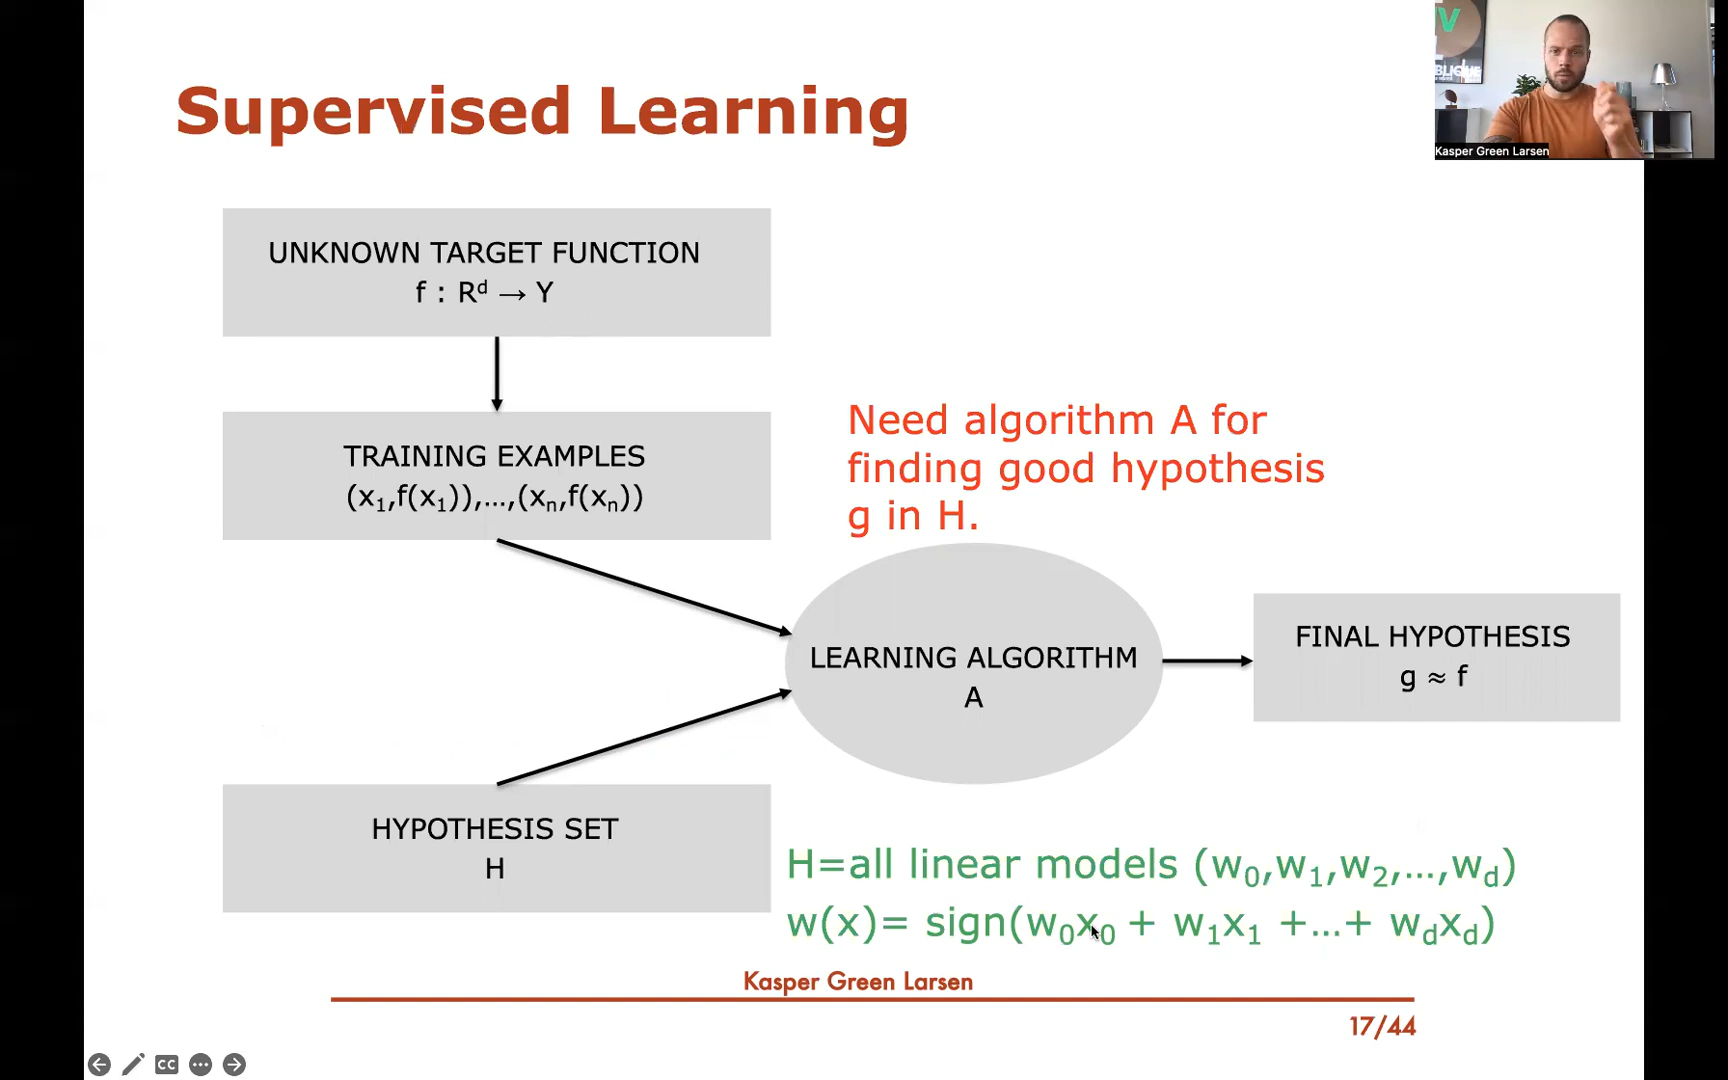 V
BLIQUE
Kasper Green Larsen
Supervised Learning
UNKNOWN TARGET FUNCTION
f : Rᵈ → Y
TRAINING EXAMPLES
(x₁,f(x₁)),...,(xₙ,f(xₙ))
Need algorithm A for
finding good hypothesis
g in H.
LEARNING ALGORITHM
A
FINAL HYPOTHESIS
g ≈ f
HYPOTHESIS SET
H
H=all linear models (w₀,w₁,w₂,...,w_d)
w(x)= sign(w₀x₀ + w₁x₁ +...+ w_dx_d)
Kasper Green Larsen
17/44
CC